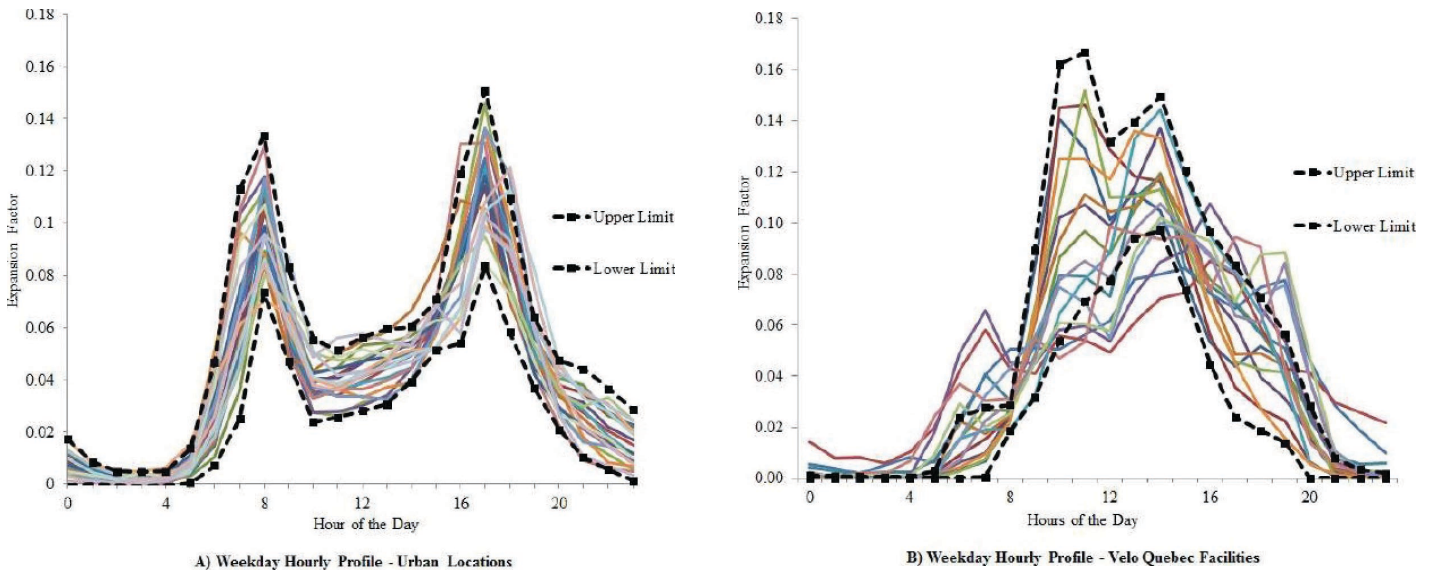 0.18
0.16
0.14
0.12
0.1
0.08
0.06
0.04
0.02
0
Expansion Factor
0 4 8 12 16 20
Hour of the Day
Upper Limit
Lower Limit
A) Weekday Hourly Profile - Urban Locations
0.18
0.16
0.14
0.12
0.10
0.08
0.06
0.04
0.02
0.00
Expansion Factor
0 4 8 12 16 20
Hours of the Day
Upper Limit
Lower Limit
B) Weekday Hourly Profile - Velo Quebec Facilities